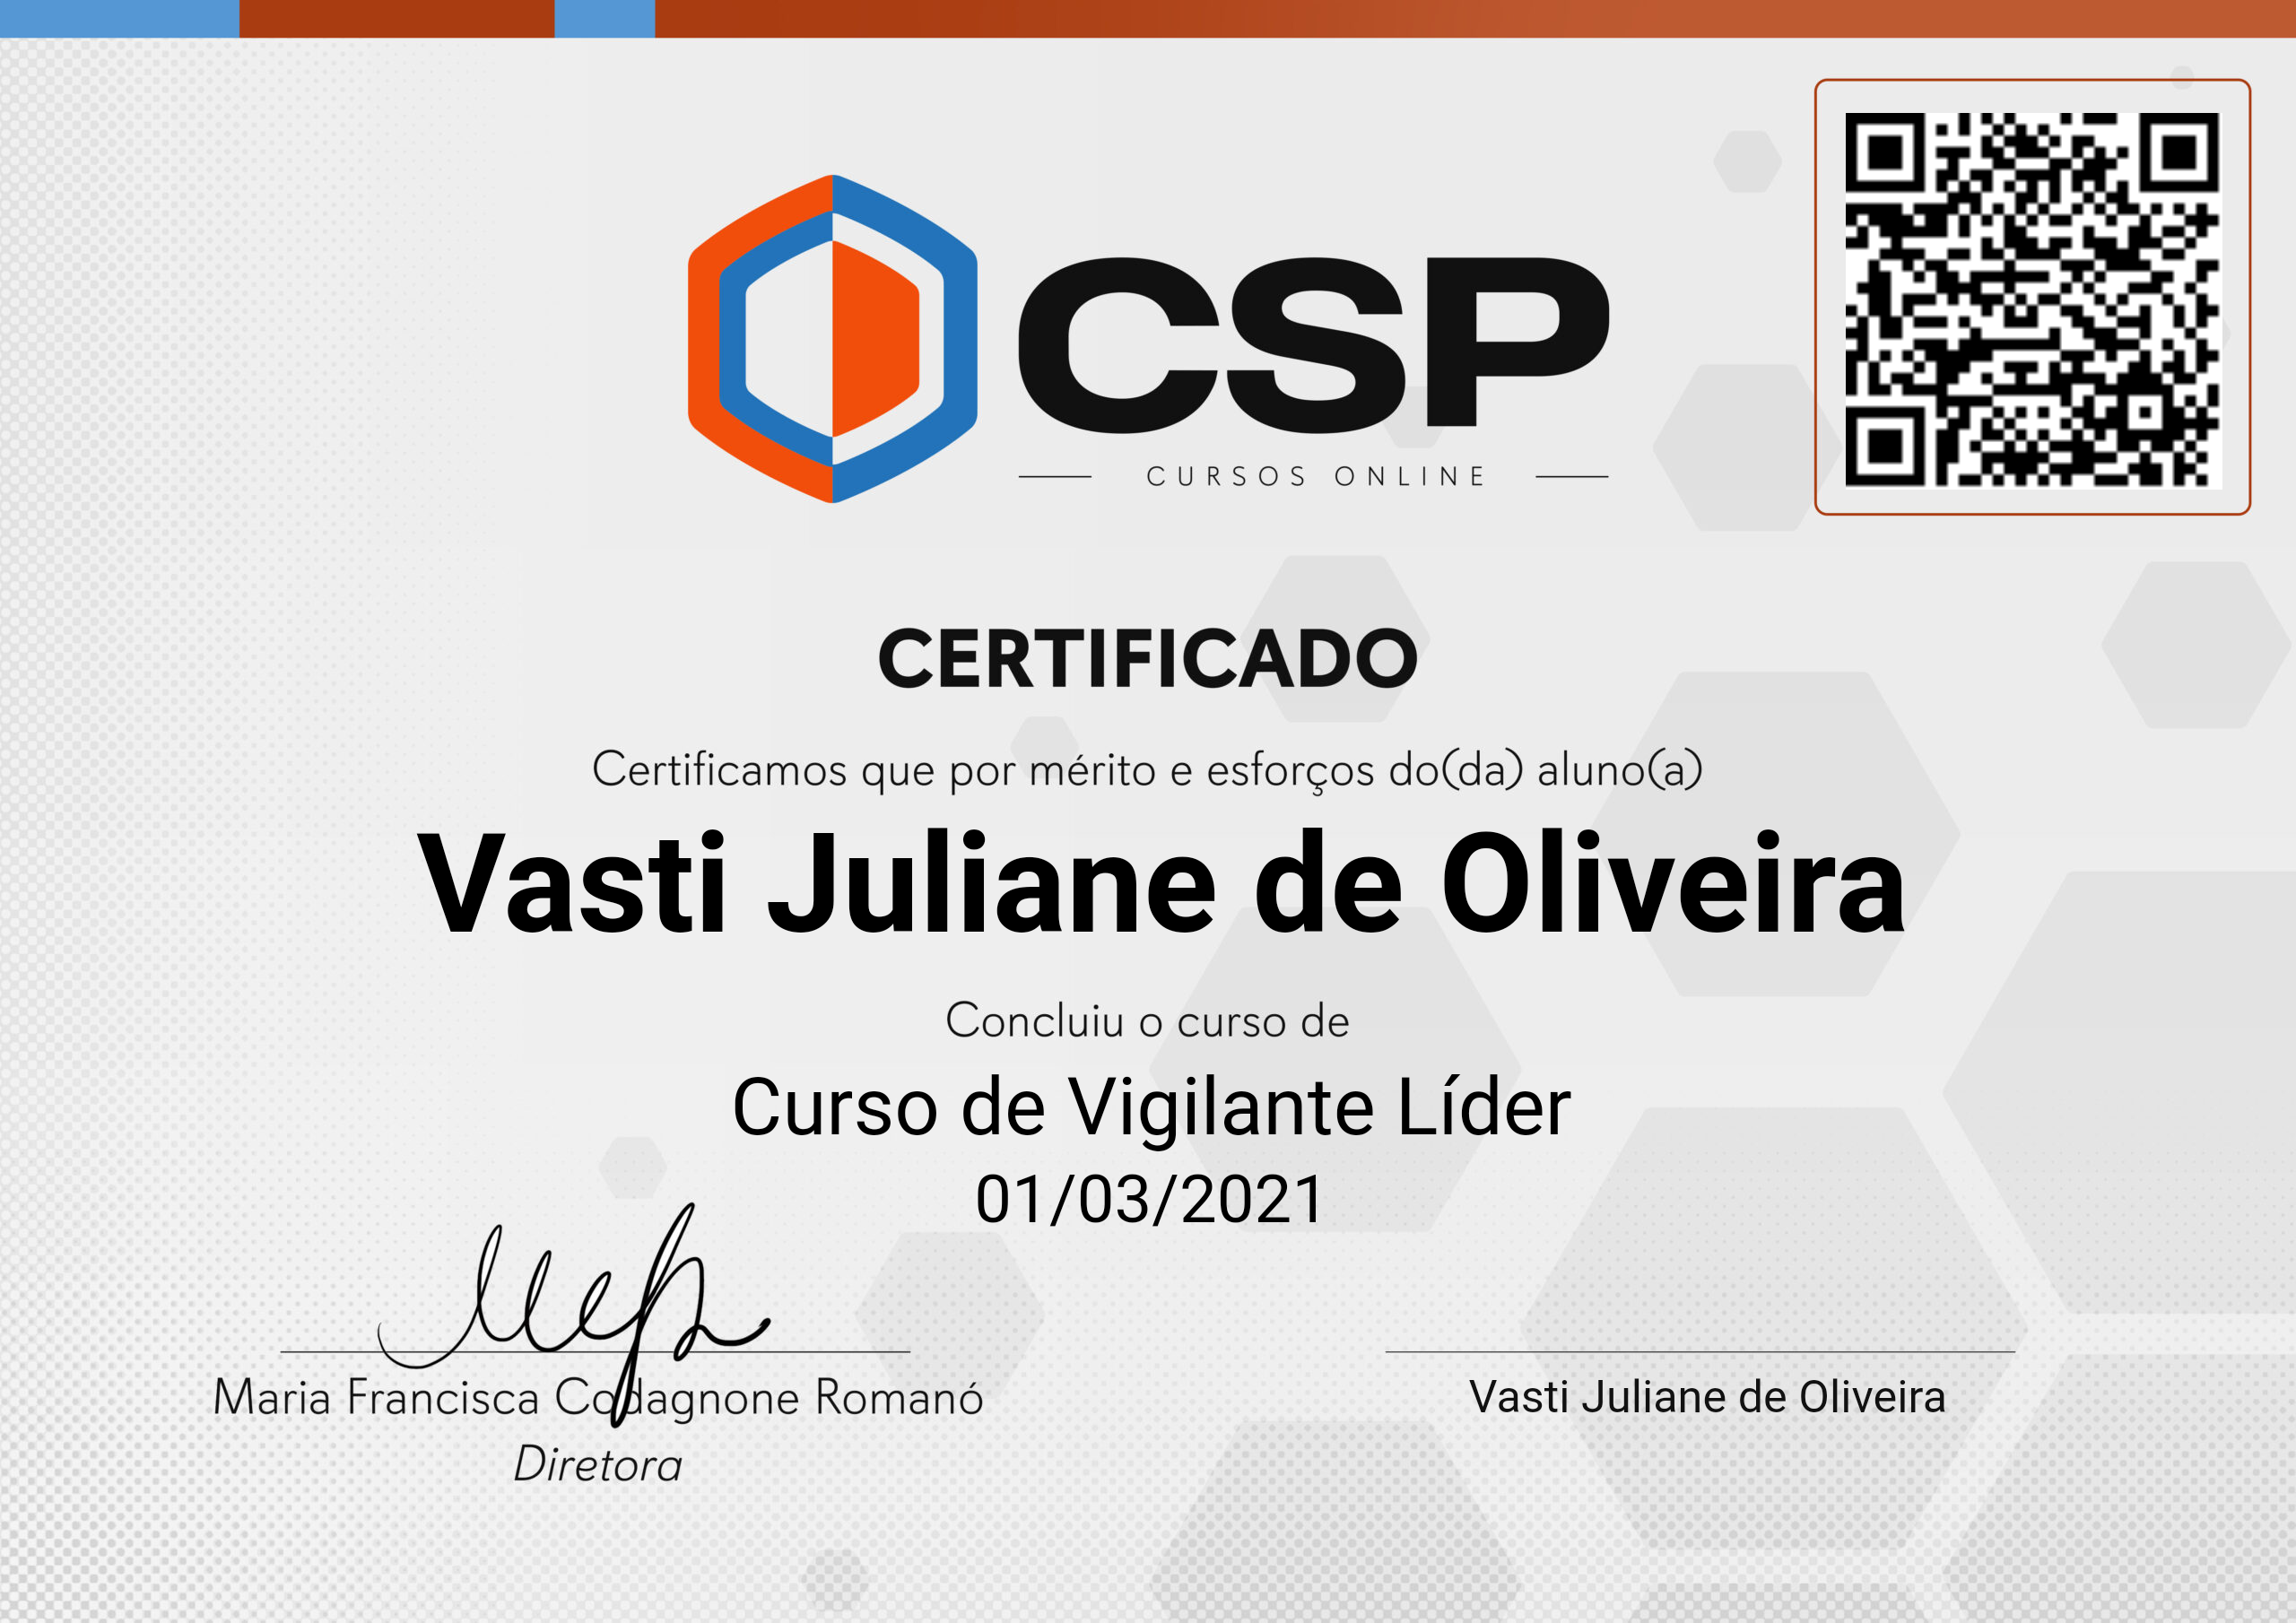 CSP
CURSOS ONLINE
CERTIFICADO
Certificamos que por mérito e esforços do(da) aluno(a)
Vasti Juliane de Oliveira
Concluiu o curso de
Curso de Vigilante Líder
01/03/2021
Maria Francisca Codagnone Romanó
Vasti Juliane de Oliveira
Diretora